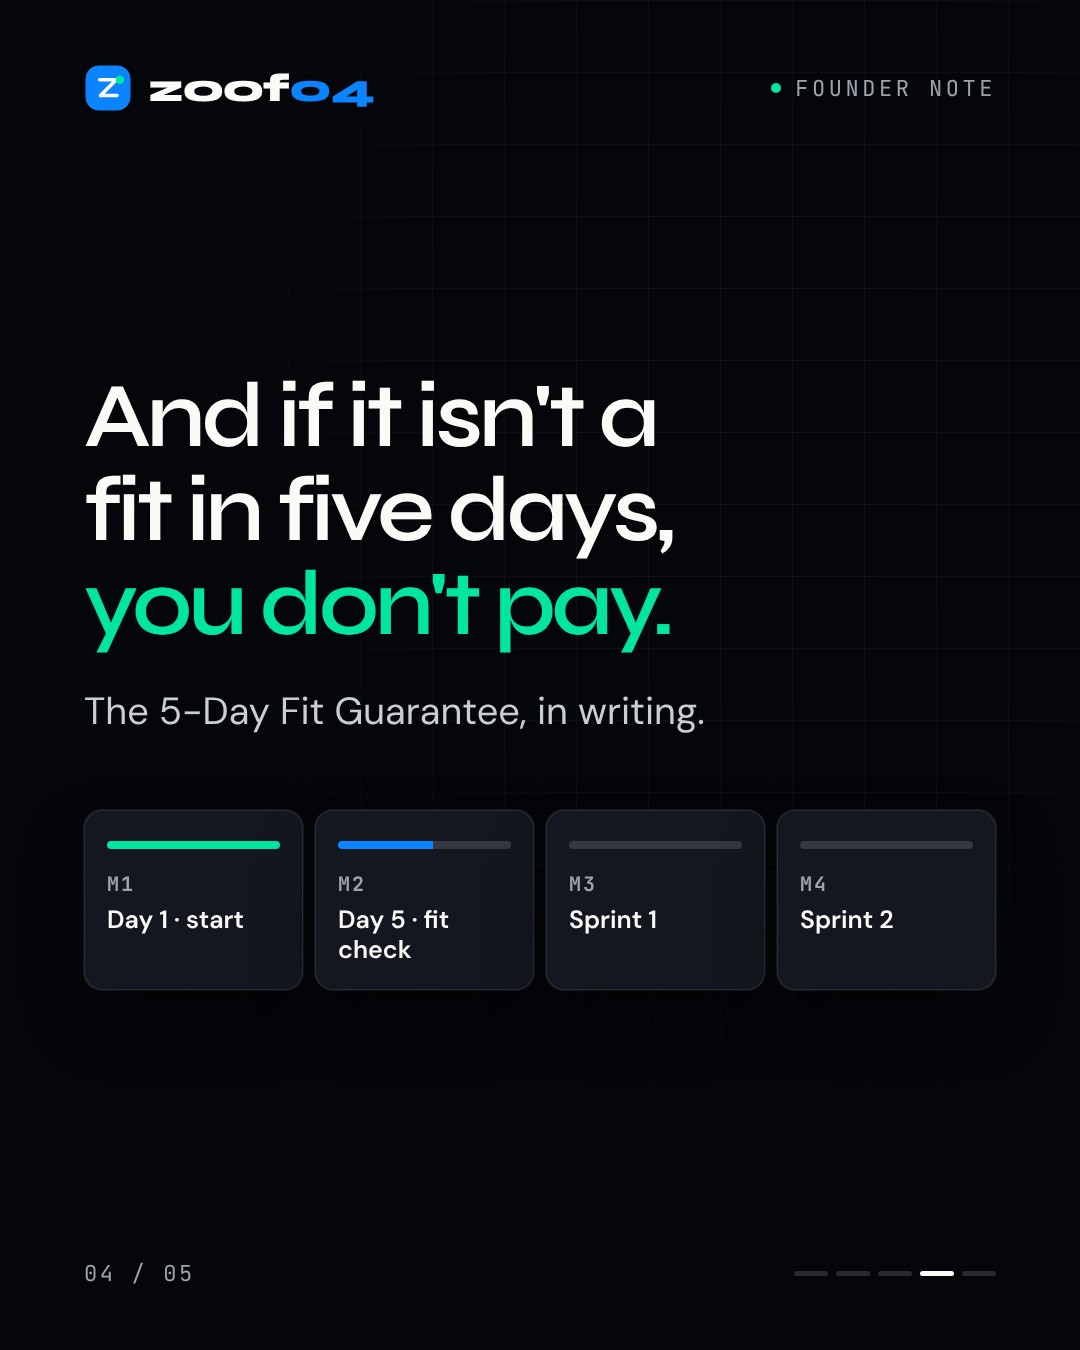 Z zoof04
FOUNDER NOTE
And if it isn't a
fit in five days,
you don't pay.
The 5-Day Fit Guarantee, in writing.
M1
Day 1 · start
M2
Day 5 · fit
check
M3
Sprint 1
M4
Sprint 2
04 / 05